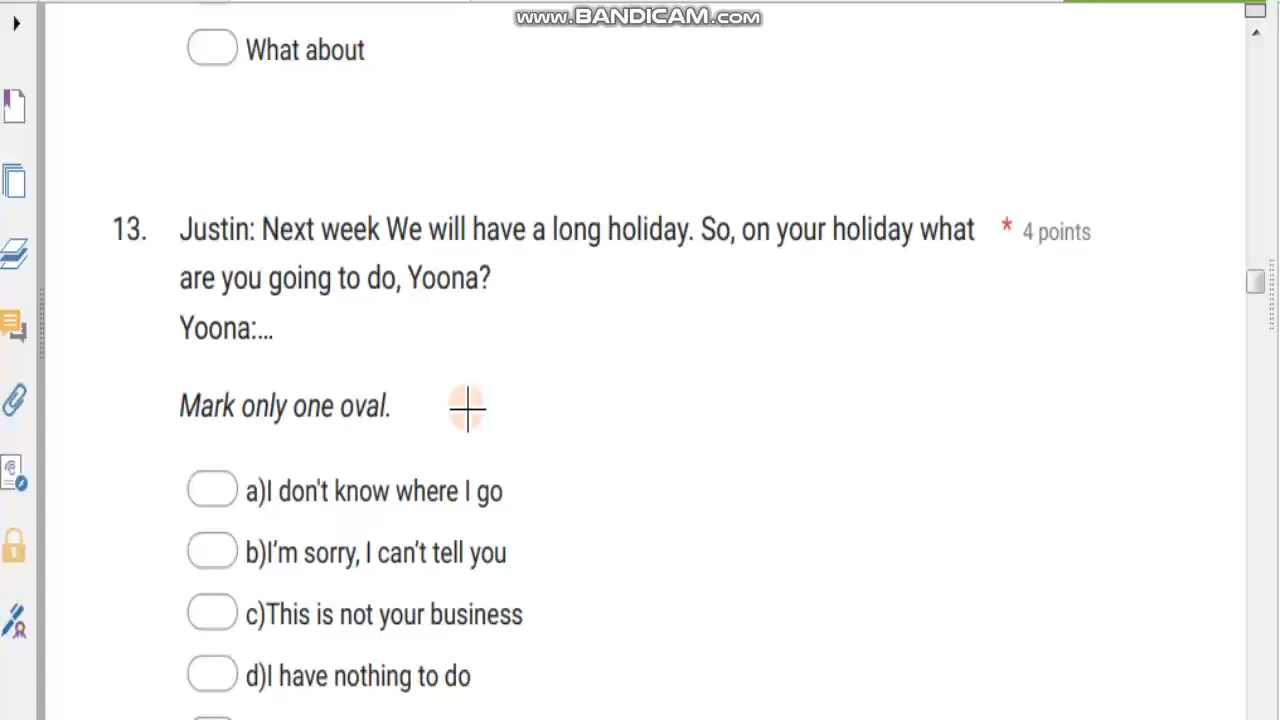 www.BANDICAM.com
What about
13. Justin: Next week We will have a long holiday. So, on your holiday what * 4 points
are you going to do, Yoona?
Yoona:...
Mark only one oval.
a)I don't know where I go
b)I’m sorry, I can’t tell you
c)This is not your business
d)I have nothing to do